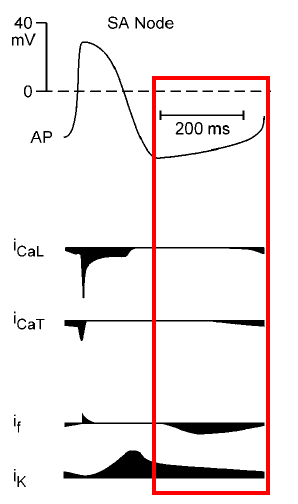 40
mV
SA Node
0
AP
200 ms
iCaL
iCaT
if
iK